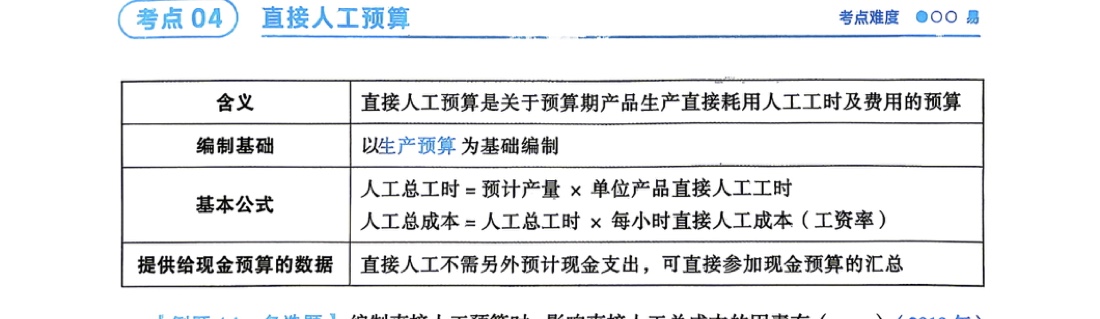 考点 04 直接人工预算 考点难度 易
含义 直接人工预算是关于预算期产品生产直接耗用人工工时及费用的预算
编制基础 以生产预算为基础编制
基本公式 人工总工时 = 预计产量 × 单位产品直接人工工时
人工总成本 = 人工总工时 × 每小时直接人工成本（工资率）
提供给现金预算的数据 直接人工不需另外预计现金支出，可直接参加现金预算的汇总